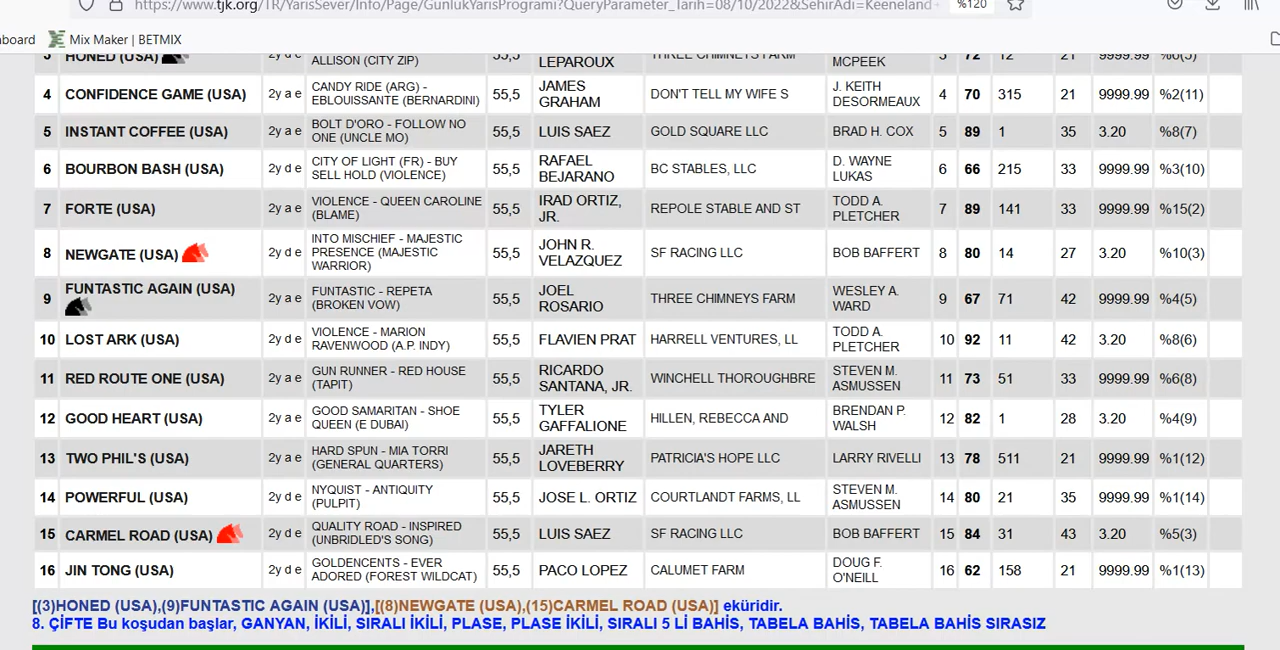 https://www.tjk.org/TR/YarisSever/Info/Page/GunlukYarisProgrami?QueryParameter_Tarih=08/10/2022&SehirAdi=Keeneland %120
board Mix Maker | BETMIX
3 HONED (USA) 2y d e ALLISON (CITY ZIP) 55,5 LEPAROUX THREE CHIMNEYS FARM MCPEEK 3 72 12 21 9999.99
4 CONFIDENCE GAME (USA) 2y a e CANDY RIDE (ARG) - EBLOUISSANTE (BERNARDINI) 55,5 JAMES GRAHAM DON'T TELL MY WIFE S J. KEITH DESORMEAUX 4 70 315 21 9999.99 %2(11)
5 INSTANT COFFEE (USA) 2y a e BOLT D'ORO - FOLLOW NO ONE (UNCLE MO) 55,5 LUIS SAEZ GOLD SQUARE LLC BRAD H. COX 5 89 1 35 3.20 %8(7)
6 BOURBON BASH (USA) 2y d e CITY OF LIGHT (FR) - BUY SELL HOLD (VIOLENCE) 55,5 RAFAEL BEJARANO BC STABLES, LLC D. WAYNE LUKAS 6 66 215 33 9999.99 %3(10)
7 FORTE (USA) 2y a e VIOLENCE - QUEEN CAROLINE (BLAME) 55,5 IRAD ORTIZ, JR. REPOLE STABLE AND ST TODD A. PLETCHER 7 89 141 33 9999.99 %15(2)
8 NEWGATE (USA) 2y d e INTO MISCHIEF - MAJESTIC PRESENCE (MAJESTIC WARRIOR) 55,5 JOHN R. VELAZQUEZ SF RACING LLC BOB BAFFERT 8 80 14 27 3.20 %10(3)
9 FUNTASTIC AGAIN (USA) 2y a e FUNTASTIC - REPETA (BROKEN VOW) 55,5 JOEL ROSARIO THREE CHIMNEYS FARM WESLEY A. WARD 9 67 71 42 9999.99 %4(5)
10 LOST ARK (USA) 2y d e VIOLENCE - MARION RAVENWOOD (A.P. INDY) 55,5 FLAVIEN PRAT HARRELL VENTURES, LL TODD A. PLETCHER 10 92 11 42 3.20 %8(6)
11 RED ROUTE ONE (USA) 2y a e GUN RUNNER - RED HOUSE (TAPIT) 55,5 RICARDO SANTANA, JR. WINCHELL THOROUGHBRE STEVEN M. ASMUSSEN 11 73 51 33 9999.99 %6(8)
12 GOOD HEART (USA) 2y a e GOOD SAMARITAN - SHOE QUEEN (E DUBAI) 55,5 TYLER GAFFALIONE HILLEN, REBECCA AND BRENDAN P. WALSH 12 82 1 28 3.20 %4(9)
13 TWO PHIL'S (USA) 2y a e HARD SPUN - MIA TORRI (GENERAL QUARTERS) 55,5 JARETH LOVEBERRY PATRICIA'S HOPE LLC LARRY RIVELLI 13 78 511 21 9999.99 %1(12)
14 POWERFUL (USA) 2y d e NYQUIST - ANTIQUITY (PULPIT) 55,5 JOSE L. ORTIZ COURTLANDT FARMS, LL STEVEN M. ASMUSSEN 14 80 21 35 9999.99 %1(14)
15 CARMEL ROAD (USA) 2y d e QUALITY ROAD - INSPIRED (UNBRIDLED'S SONG) 55,5 LUIS SAEZ SF RACING LLC BOB BAFFERT 15 84 31 43 3.20 %5(3)
16 JIN TONG (USA) 2y d e GOLDENCENTS - EVER ADORED (FOREST WILDCAT) 55,5 PACO LOPEZ CALUMET FARM DOUG F. O'NEILL 16 62 158 21 9999.99 %1(13)
[(3)HONED (USA),(9)FUNTASTIC AGAIN (USA)],[(8)NEWGATE (USA),(15)CARMEL ROAD (USA)] eküridir.
8. ÇİFTE Bu koşudan başlar, GANYAN, İKİLİ, SIRALI İKİLİ, PLASE, PLASE İKİLİ, SIRALI 5 Lİ BAHİS, TABELA BAHİS, TABELA BAHİS SIRASIZ